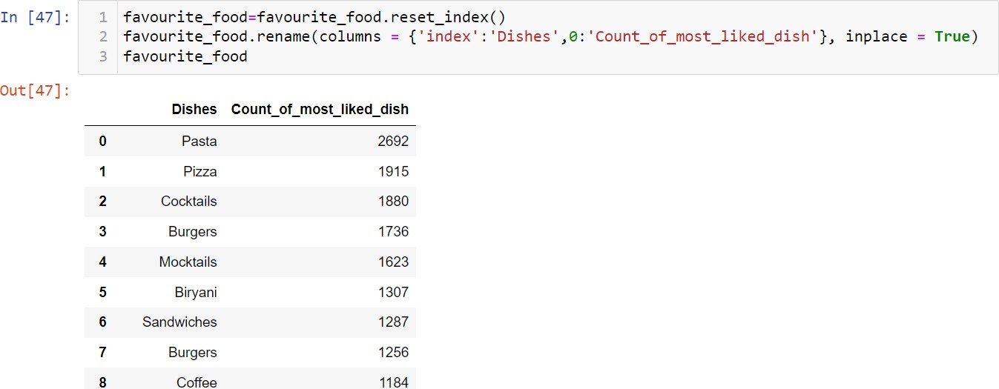 In [47]:
1 favourite_food=favourite_food.reset_index()
2 favourite_food.rename(columns = {'index':'Dishes',0:'Count_of_most_liked_dish'}, inplace = True)
3 favourite_food
Out[47]:
Dishes Count_of_most_liked_dish
0 Pasta 2692
1 Pizza 1915
2 Cocktails 1880
3 Burgers 1736
4 Mocktails 1623
5 Biryani 1307
6 Sandwiches 1287
7 Burgers 1256
8 Coffee 1184